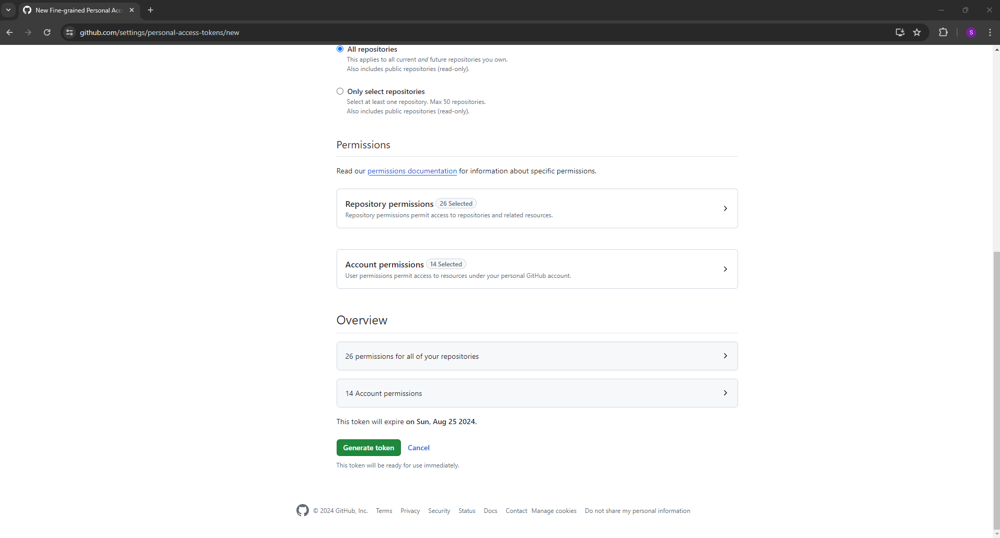 New Fine-grained Personal Acc
github.com/settings/personal-access-tokens/new
S
All repositories
This applies to all current and future repositories you own.
Also includes public repositories (read-only).
Only select repositories
Select at least one repository. Max 50 repositories.
Also includes public repositories (read-only).
Permissions
Read our permissions documentation for information about specific permissions.
Repository permissions 26 Selected
Repository permissions permit access to repositories and related resources.
Account permissions 14 Selected
User permissions permit access to resources under your personal GitHub account.
Overview
26 permissions for all of your repositories
14 Account permissions
This token will expire on Sun, Aug 25 2024.
Generate token Cancel
This token will be ready for use immediately.
© 2024 GitHub, Inc. Terms Privacy Security Status Docs Contact Manage cookies Do not share my personal information